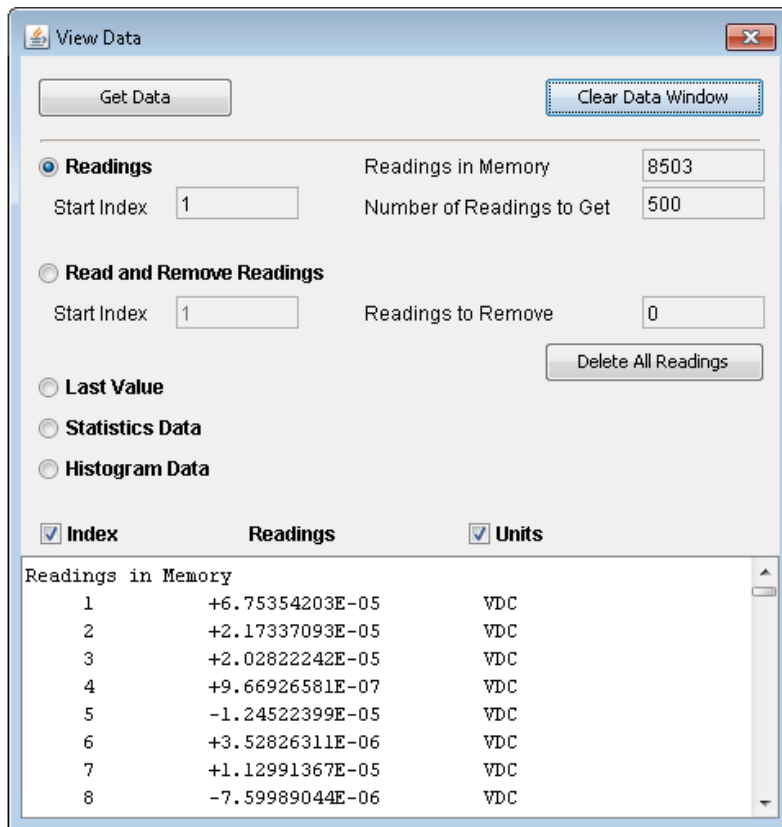 View Data
Get Data Clear Data Window
Readings Readings in Memory 8503
Start Index 1 Number of Readings to Get 500
Read and Remove Readings
Start Index 1 Readings to Remove 0
Delete All Readings
Last Value
Statistics Data
Histogram Data
Index Readings Units
Readings in Memory
1 +6.75354203E-05 VDC
2 +2.17337093E-05 VDC
3 +2.02822242E-05 VDC
4 +9.66926581E-07 VDC
5 -1.24522399E-05 VDC
6 +3.52826311E-06 VDC
7 +1.12991367E-05 VDC
8 -7.59989044E-06 VDC